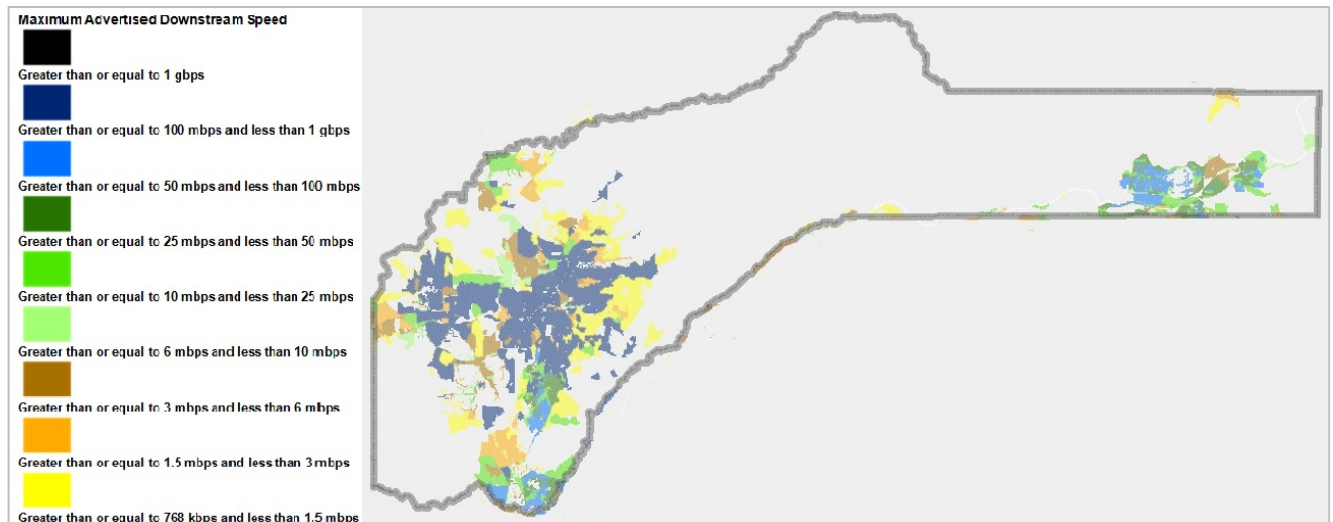 Maximum Advertised Downstream Speed
Greater than or equal to 1 gbps
Greater than or equal to 100 mbps and less than 1 gbps
Greater than or equal to 50 mbps and less than 100 mbps
Greater than or equal to 25 mbps and less than 50 mbps
Greater than or equal to 10 mbps and less than 25 mbps
Greater than or equal to 6 mbps and less than 10 mbps
Greater than or equal to 3 mbps and less than 6 mbps
Greater than or equal to 1.5 mbps and less than 3 mbps
Greater than or equal to 768 kbps and less than 1.5 mbps